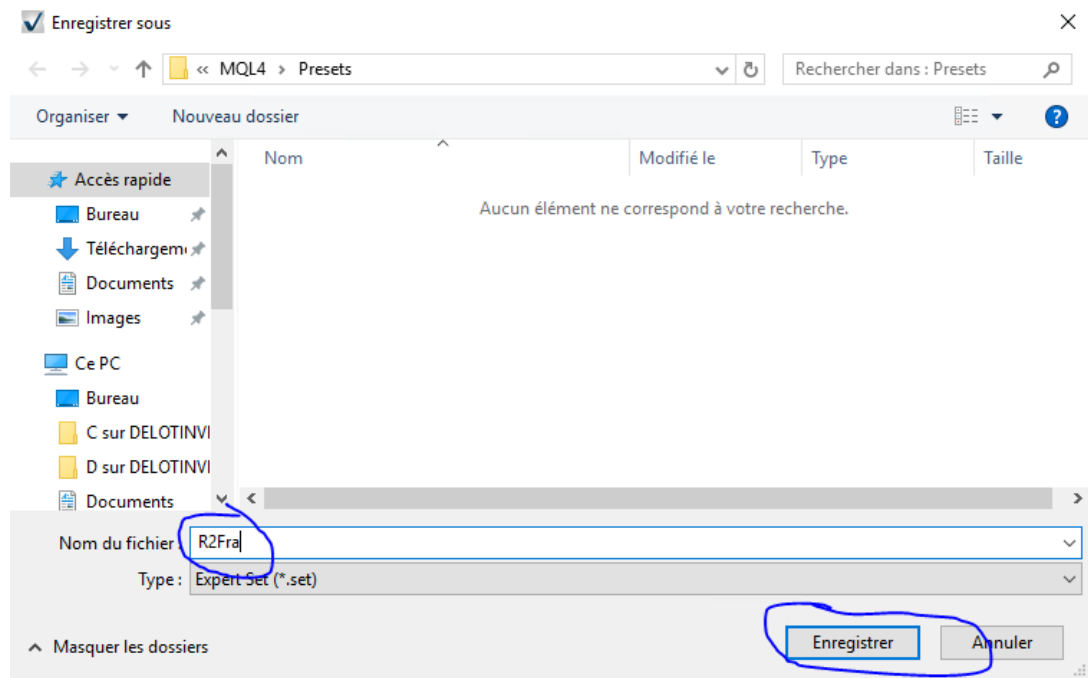 Enregistrer sous
« MQL4 > Presets
Rechercher dans : Presets
Organiser
Nouveau dossier
Nom
Modifié le
Type
Taille
Accès rapide
Aucun élément ne correspond à votre recherche.
Bureau
Téléchargem
Documents
Images
Ce PC
Bureau
C sur DELOTINVI
D sur DELOTINVI
Documents
Nom du fichier : R2Fra
Type : Expert Set (*.set)
Masquer les dossiers
Enregistrer
Annuler